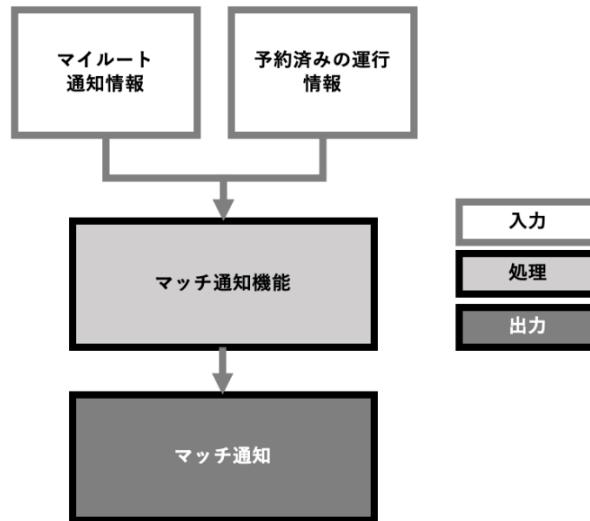 マイルート
通知情報
予約済みの運行
情報
マッチ通知機能
マッチ通知
入力
処理
出力